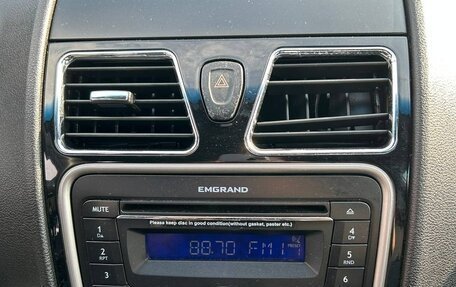 EMGRAND
MUTE
Please keep disc in good condition(without gasket, paster etc.)
1
4
88.70 FM1
PRESET
2
RPT
5
RND
3
6